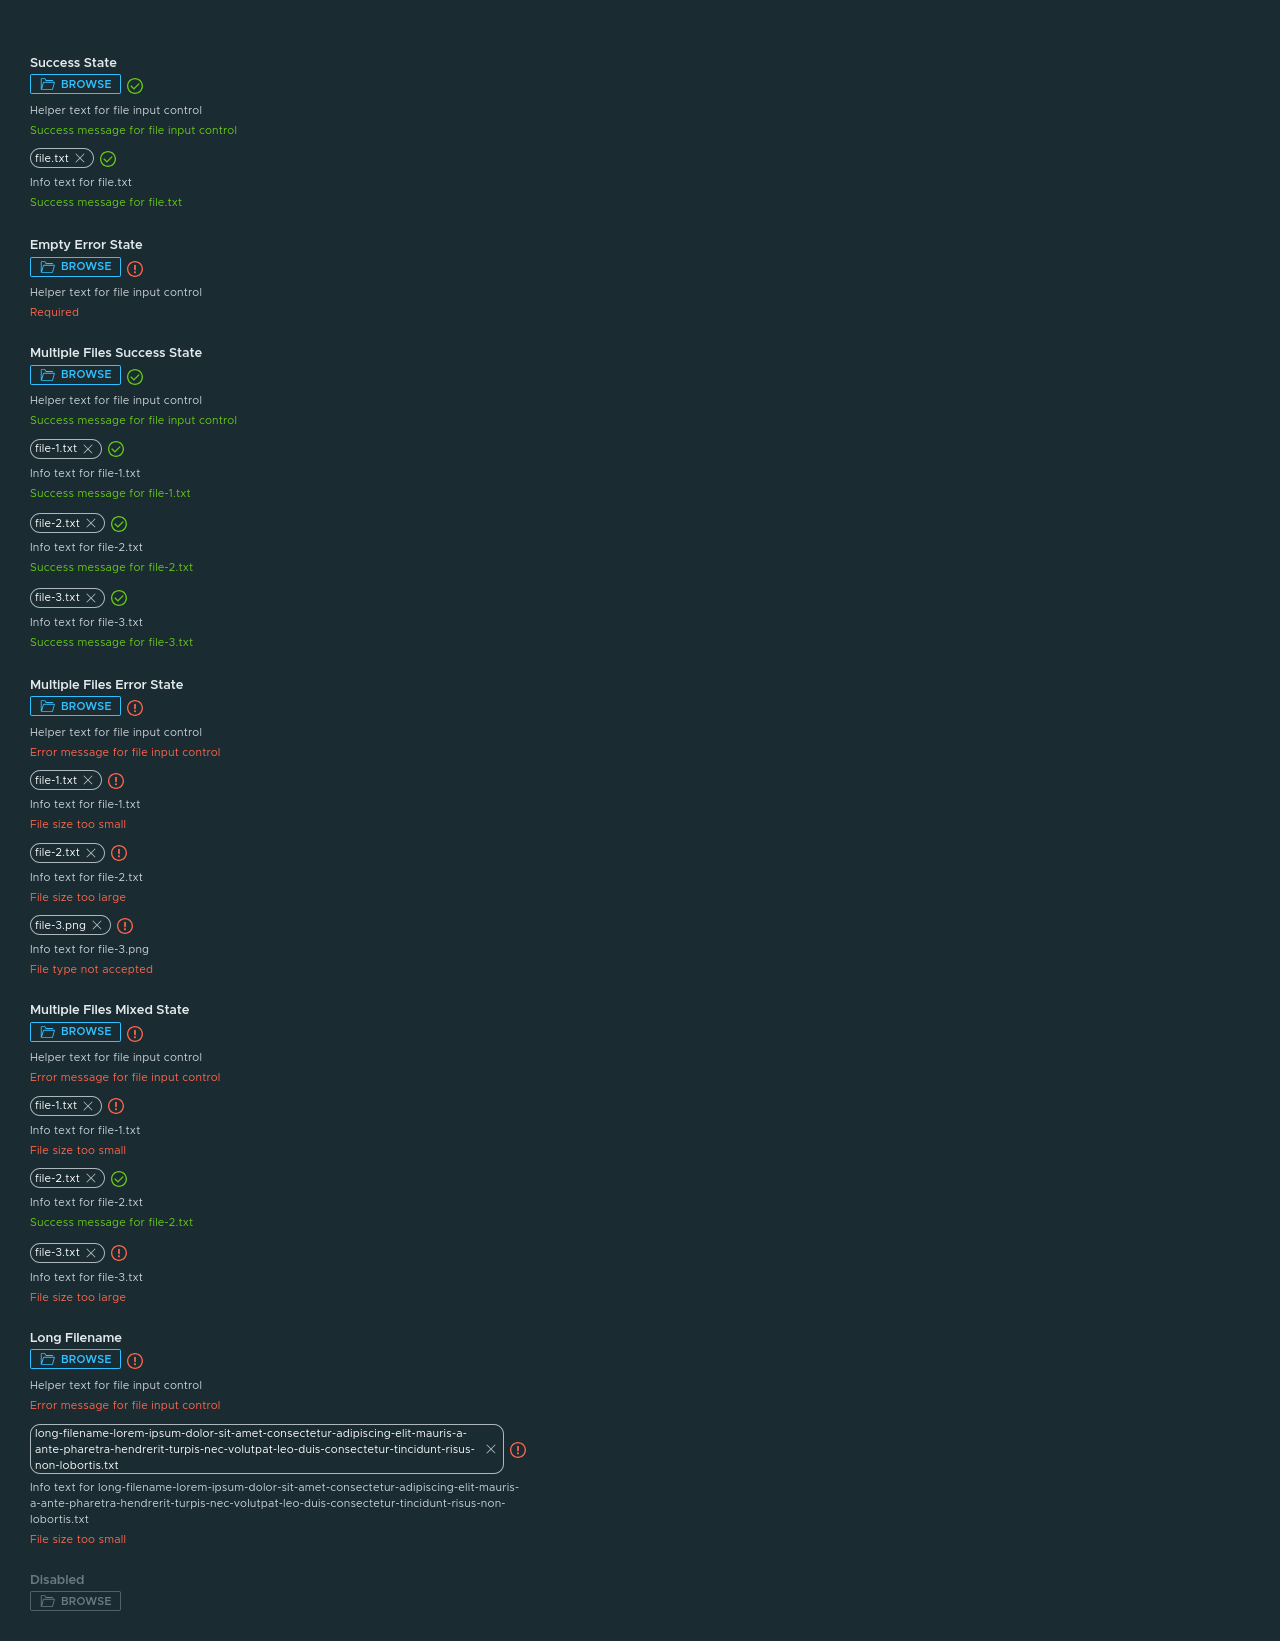 Success State
BROWSE
Helper text for file input control
Success message for file input control
file.txt
Info text for file.txt
Success message for file.txt
Empty Error State
BROWSE
Helper text for file input control
Required
Multiple Files Success State
BROWSE
Helper text for file input control
Success message for file input control
file-1.txt
Info text for file-1.txt
Success message for file-1.txt
file-2.txt
Info text for file-2.txt
Success message for file-2.txt
file-3.txt
Info text for file-3.txt
Success message for file-3.txt
Multiple Files Error State
BROWSE
Helper text for file input control
Error message for file input control
file-1.txt
Info text for file-1.txt
File size too small
file-2.txt
Info text for file-2.txt
File size too large
file-3.png
Info text for file-3.png
File type not accepted
Multiple Files Mixed State
BROWSE
Helper text for file input control
Error message for file input control
file-1.txt
Info text for file-1.txt
File size too small
file-2.txt
Info text for file-2.txt
Success message for file-2.txt
file-3.txt
Info text for file-3.txt
File size too large
Long Filename
BROWSE
Helper text for file input control
Error message for file input control
long-filename-lorem-ipsum-dolor-sit-amet-consectetur-adipiscing-elit-mauris-a-
ante-pharetra-hendrerit-turpis-nec-volutpat-leo-duis-consectetur-tincidunt-risus-
non-lobortis.txt
Info text for long-filename-lorem-ipsum-dolor-sit-amet-consectetur-adipiscing-elit-mauris-
a-ante-pharetra-hendrerit-turpis-nec-volutpat-leo-duis-consectetur-tincidunt-risus-non-
lobortis.txt
File size too small
Disabled
BROWSE